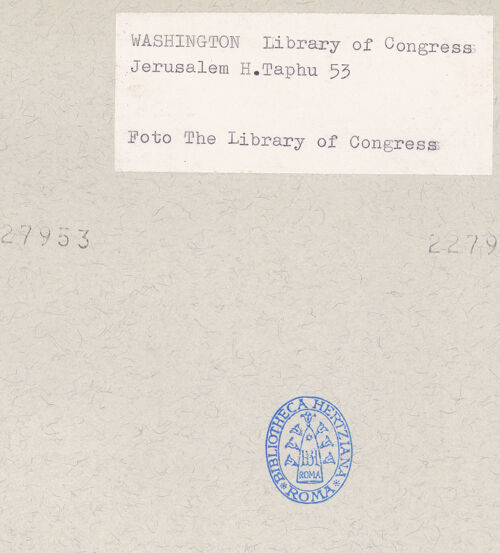 WASHINGTON Library of Congress
Jerusalem H.Taphu 53
Foto The Library of Congress
27953
2279
BIBLIOTHECA HERTZIANA
ROMA
ROMA